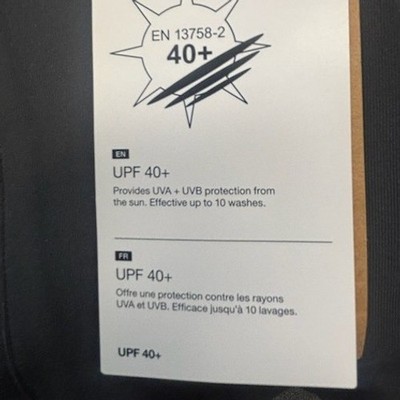 EN 13758-2
40+
EN
UPF 40+
Provides UVA + UVB protection from
the sun. Effective up to 10 washes.
FR
UPF 40+
Offre une protection contre les rayons
UVA et UVB. Efficace jusqu'à 10 lavages.
UPF 40+